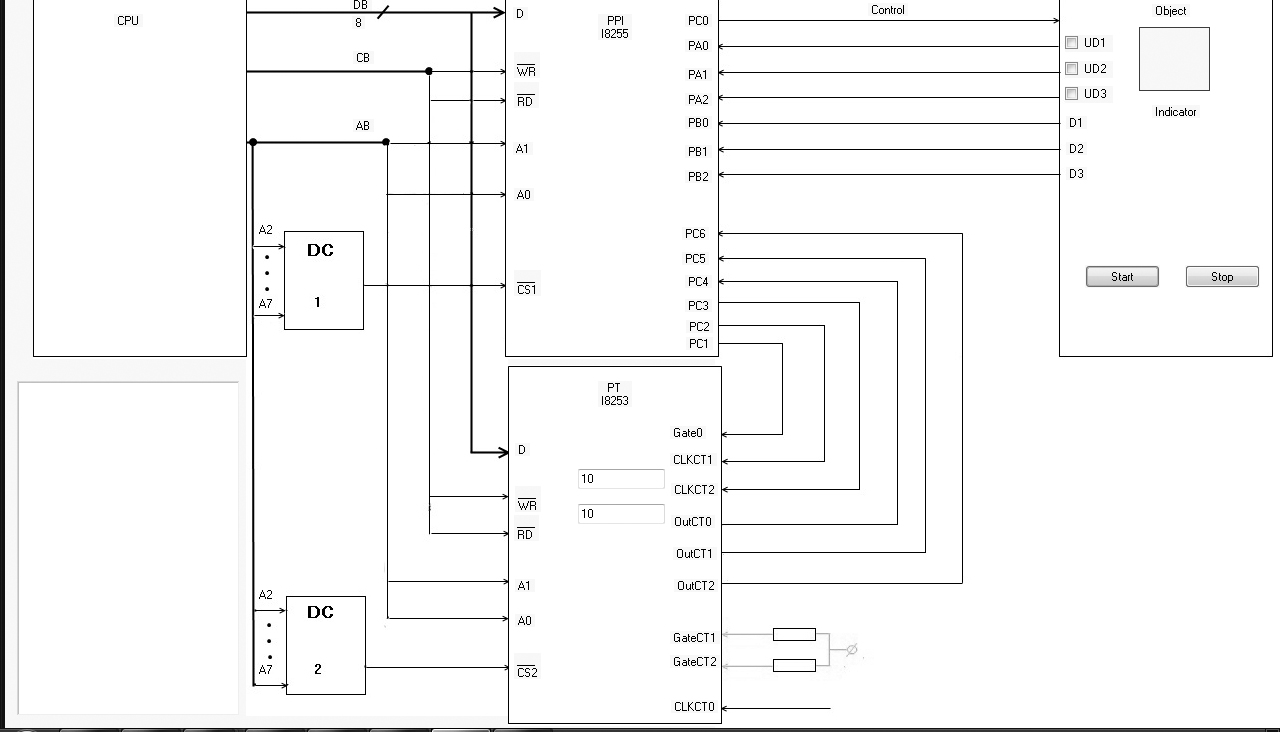 CPU
DB
8
CB
AB
A2
A7
DC
1
A2
A7
DC
2
D
PPI
I8255
WR
RD
A1
A0
CS1
PC0
PA0
PA1
PA2
PB0
PB1
PB2
PC6
PC5
PC4
PC3
PC2
PC1
Control
Object
UD1
UD2
UD3
Indicator
D1
D2
D3
Start
Stop
PT
I8253
D
10
10
WR
RD
A1
A0
CS2
Gate0
CLKCT1
CLKCT2
OutCT0
OutCT1
OutCT2
GateCT1
GateCT2
CLKCT0